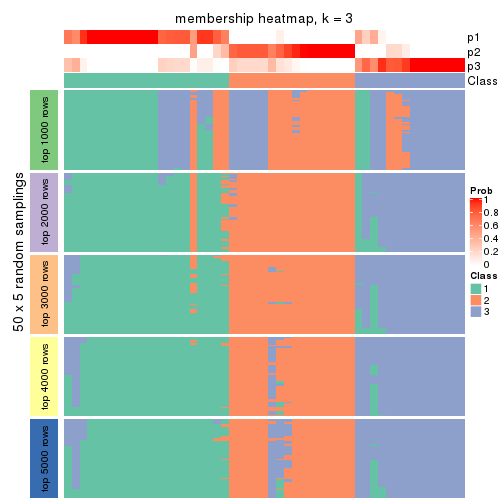 membership heatmap, k = 3
p1
p2
p3
Class
50 x 5 random samplings
top 1000 rows
top 2000 rows
top 3000 rows
top 4000 rows
top 5000 rows
Prob
1
0.8
0.6
0.4
0.2
0
Class
1
2
3